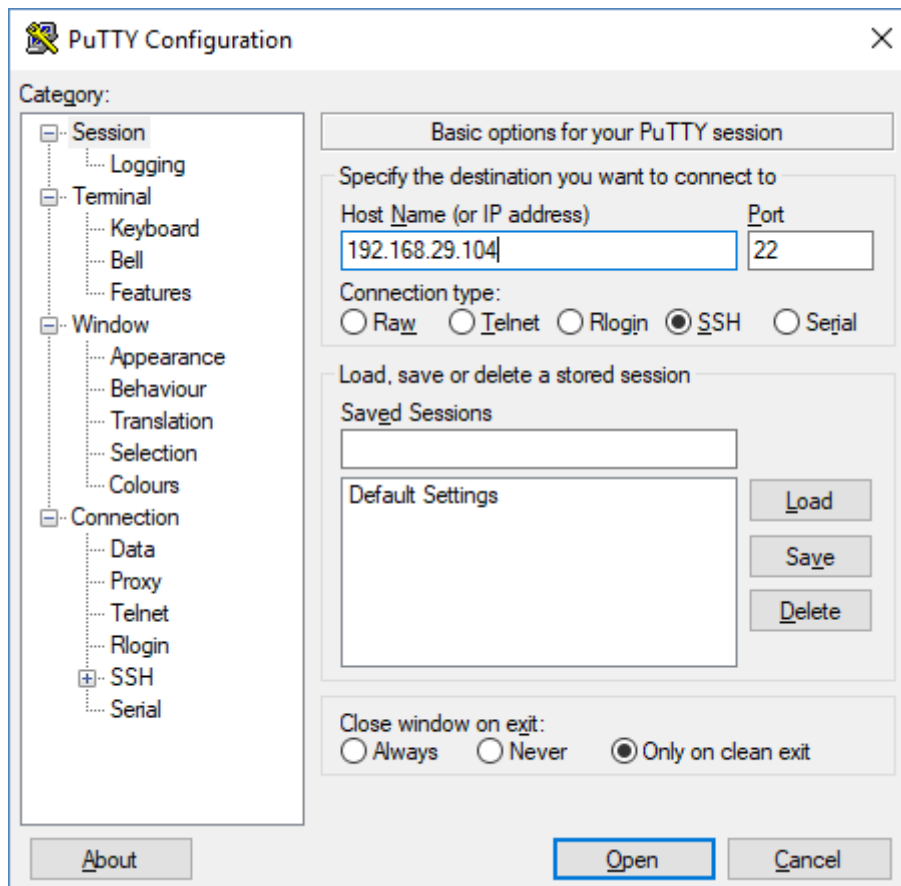 PuTTY Configuration
Category:
Session
Logging
Terminal
Keyboard
Bell
Features
Window
Appearance
Behaviour
Translation
Selection
Colours
Connection
Data
Proxy
Telnet
Rlogin
SSH
Serial
Basic options for your PuTTY session
Specify the destination you want to connect to
Host Name (or IP address) Port
192.168.29.104 22
Connection type:
Raw Telnet Rlogin SSH Serial
Load, save or delete a stored session
Saved Sessions
Default Settings
Load
Save
Delete
Close window on exit:
Always Never Only on clean exit
About Open Cancel